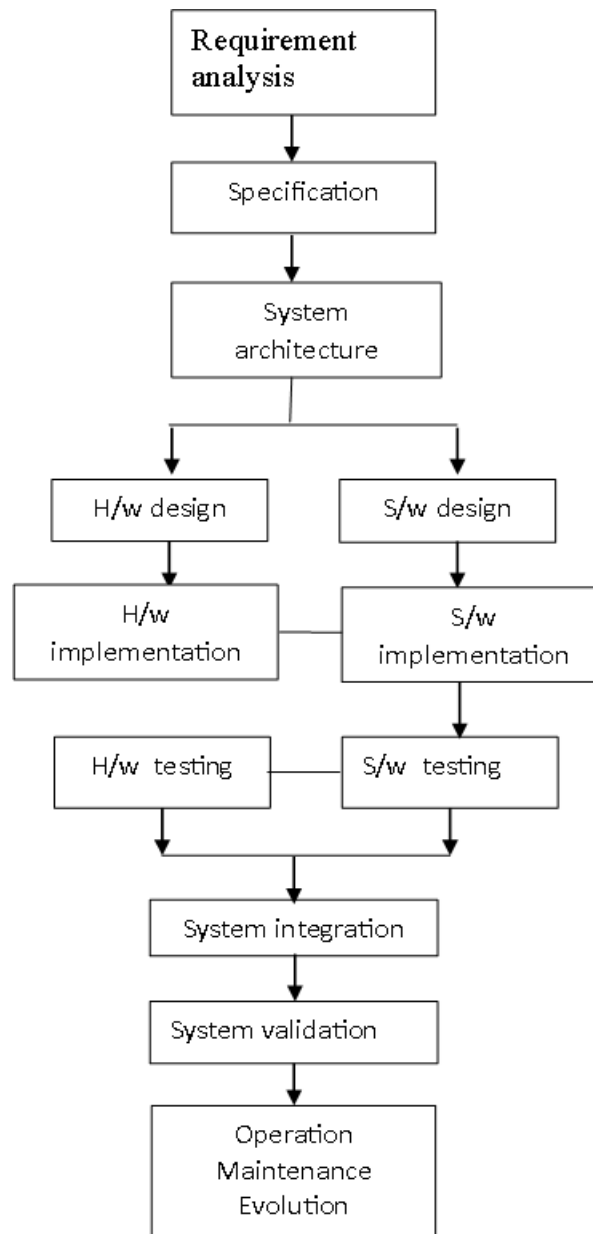 Requirement
analysis
Specification
System
architecture
H/w design
S/w design
H/w
implementation
S/w
implementation
H/w testing
S/w testing
System integration
System validation
Operation
Maintenance
Evolution